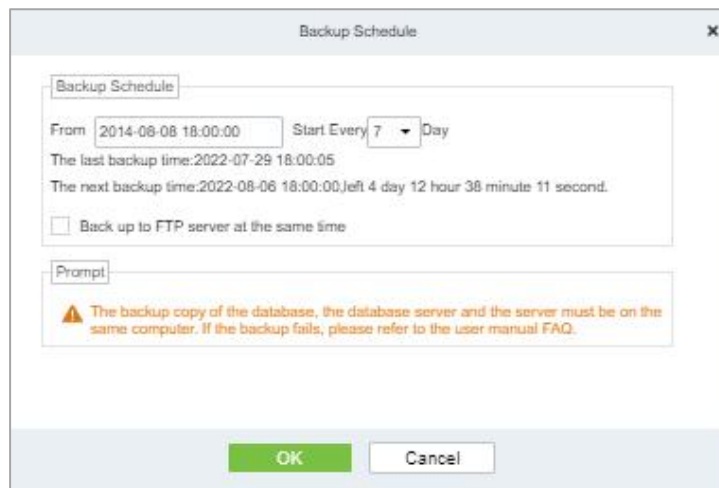 Backup Schedule
Backup Schedule
From 2014-08-08 18:00:00 Start Every 7 Day
The last backup time:2022-07-29 18:00:05
The next backup time:2022-08-06 18:00:00,left 4 day 12 hour 38 minute 11 second.
Back up to FTP server at the same time
Prompt
The backup copy of the database, the database server and the server must be on the
same computer. If the backup fails, please refer to the user manual FAQ.
OK Cancel